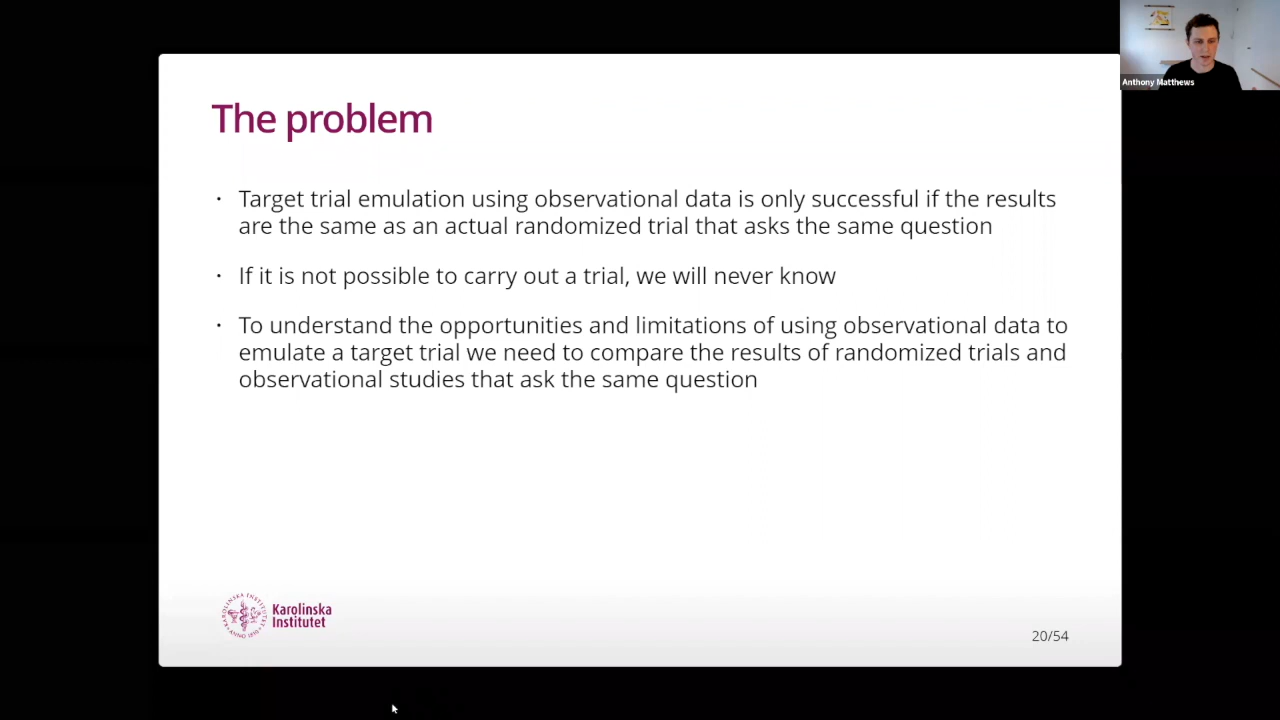 Anthony Matthews
The problem
· Target trial emulation using observational data is only successful if the results
are the same as an actual randomized trial that asks the same question
· If it is not possible to carry out a trial, we will never know
· To understand the opportunities and limitations of using observational data to
emulate a target trial we need to compare the results of randomized trials and
observational studies that ask the same question
KAROLINSKA INSTITUTET
ANNO 1810
Karolinska
Institutet
20/54